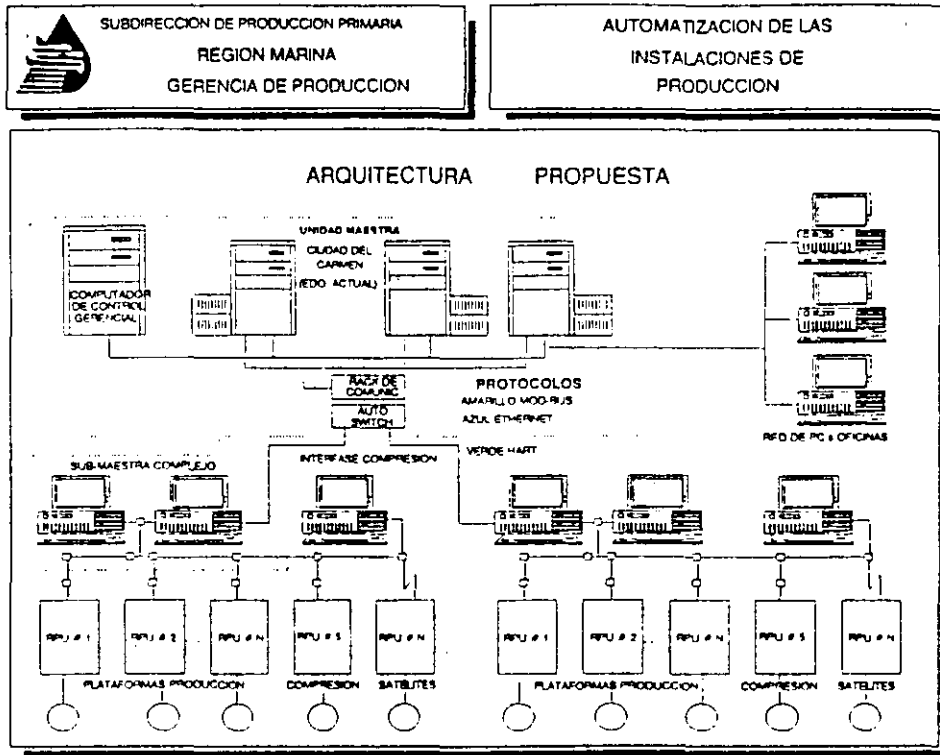 SUBDIRECCION DE PRODUCCION PRIMARIA
REGION MARINA
GERENCIA DE PRODUCCION
AUTOMATIZACION DE LAS
INSTALACIONES DE
PRODUCCION
ARQUITECTURA PROPUESTA
UNIDAD MAESTRA
CIUDAD DEL
CARMEN
(EDO. ACTUAL)
COMPUTADOR
DE CONTROL
GERENCIAL
RACK DE
COMUNIC
AUTO
SWITCH
PROTOCOLOS
AMARILLO MOD-BUS
AZUL ETHERNET
VERDE HART
RED DE PC s OFICINAS
SUB-MAESTRA COMPLEJO
INTERFASE COMPRESION
RPU # 1
RPU # 2
RPU # N
RPU # S
RPU # N
RPU # 1
RPU # 2
RPU # N
RPU # S
RPU # N
PLATAFORMAS PRODUCCION
COMPRESION
SATELITES
PLATAFORMAS PRODUCCION
COMPRESION
SATELITES